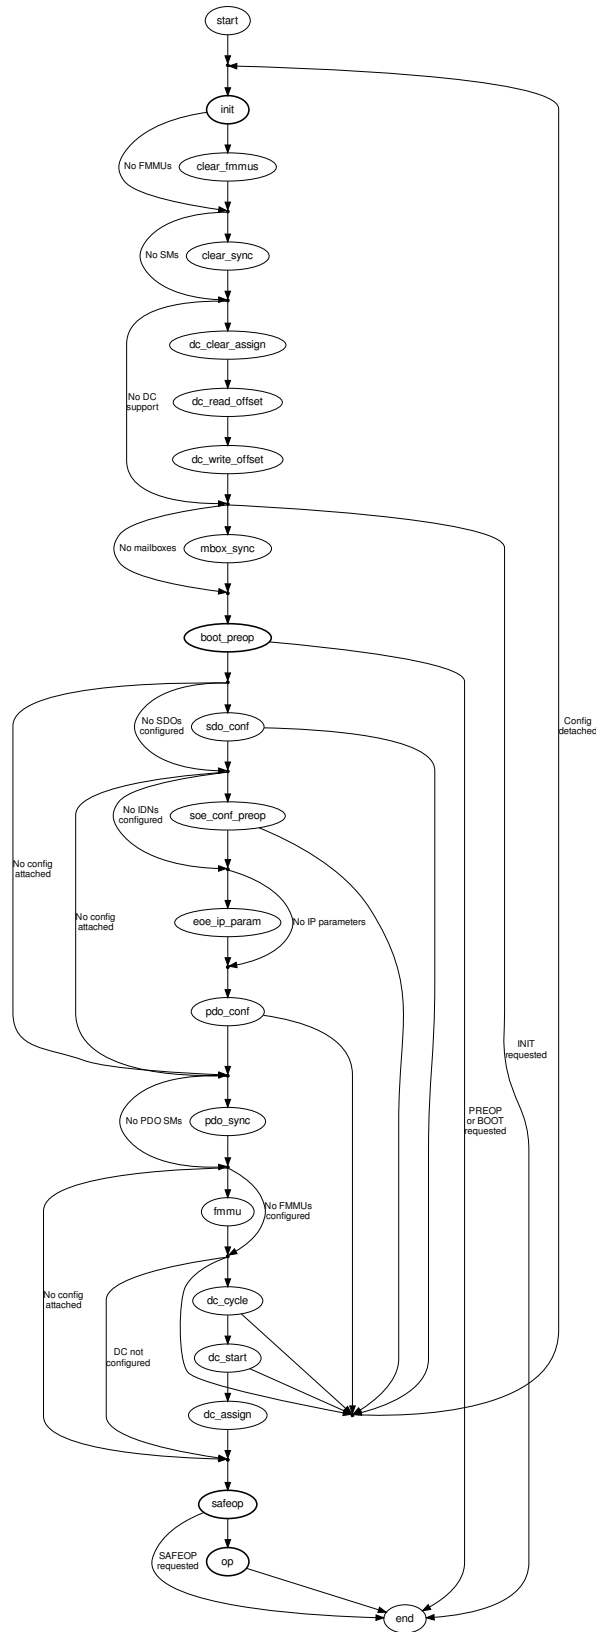 start
init
No FMMUs
clear_fmmus
No SMs
clear_sync
dc_clear_assign
No DC
support
dc_read_offset
dc_write_offset
No mailboxes
mbox_sync
boot_preop
No SDOs
configured
sdo_conf
Config
detached
No IDNs
configured
soe_conf_preop
No config
attached
No config
attached
eoe_ip_param
No IP parameters
pdo_conf
INIT
requested
No PDO SMs
pdo_sync
PREOP
or BOOT
requested
fmmu
No FMMUs
configured
No config
attached
dc_cycle
DC not
configured
dc_start
dc_assign
safeop
SAFEOP
requested
op
end